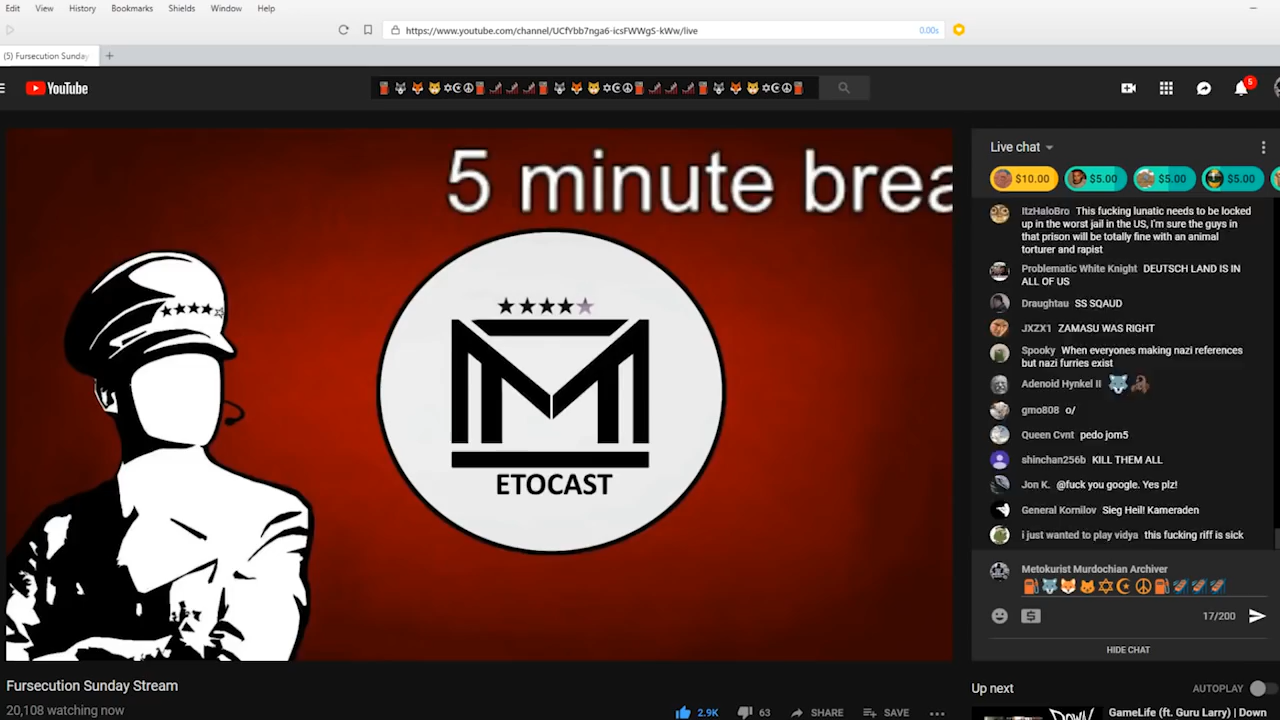 Edit View History Bookmarks Shields Window Help
https://www.youtube.com/channel/UCfYbb7nga6-icsFWWgS-kWw/live 0.00s
(5) Fursecution Sunday
YouTube
5
5 minute brea
ETOCAST
Fursecution Sunday Stream
20,108 watching now
2.9K 63 SHARE SAVE
Live chat
$10.00 $5.00 $5.00 $5.00
ItzHaloBro This fucking lunatic needs to be locked
up in the worst jail in the US, I'm sure the guys in
that prison will be totally fine with an animal
torturer and rapist
Problematic White Knight DEUTSCH LAND IS IN
ALL OF US
Draughtau SS SQAUD
JXZX1 ZAMASU WAS RIGHT
Spooky When everyones making nazi references
but nazi furries exist
Adenoid Hynkel II
gmo808 o/
Queen Cvnt pedo jom5
shinchan256b KILL THEM ALL
Jon K. @fuck you google. Yes plz!
General Kornilov Sieg Heil! Kameraden
i just wanted to play vidya this fucking riff is sick
Metokurist Murdochian Archiver
17/200
HIDE CHAT
Up next AUTOPLAY
GameLife (ft. Guru Larry) | Down